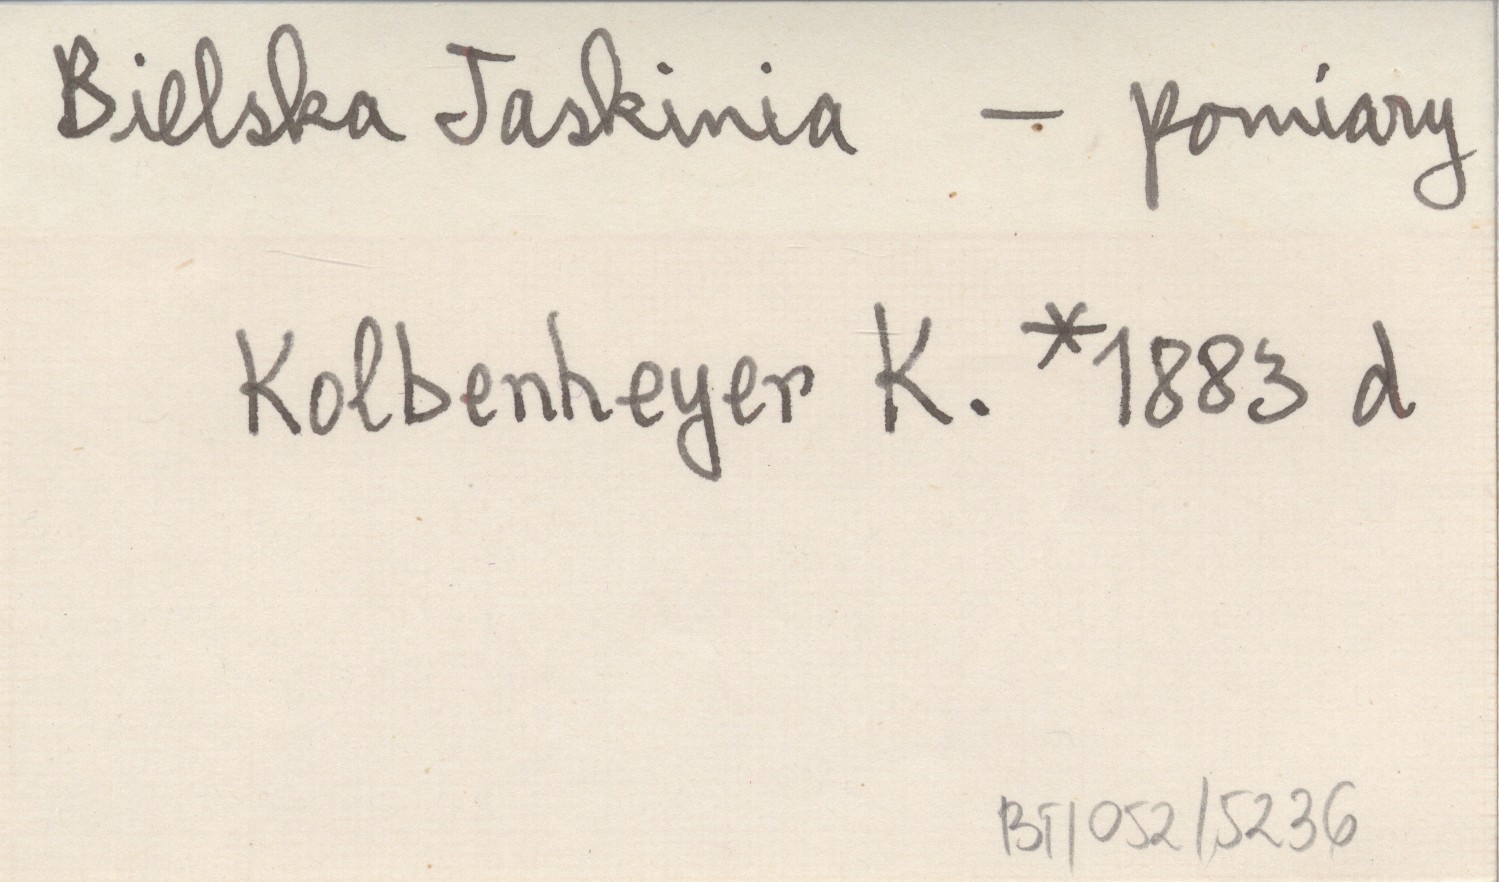 Bielska Jaskinia - pomiary
Kolbenheyer K. *1883 d
BT/052/5236